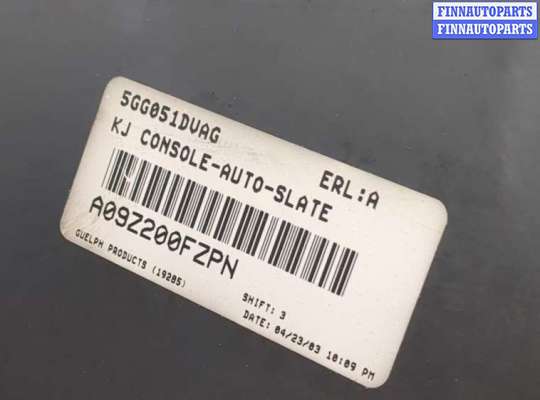 FINNAUTOPARTS
FINNAUTOPARTS
5GG051DVAG
KJ CONSOLE-AUTO-SLATE
ERL:A
A09Z200FZPN
GUELPH PRODUCTS (19285)
SHIFT: 3
DATE: 04/23/03 10:09 PM